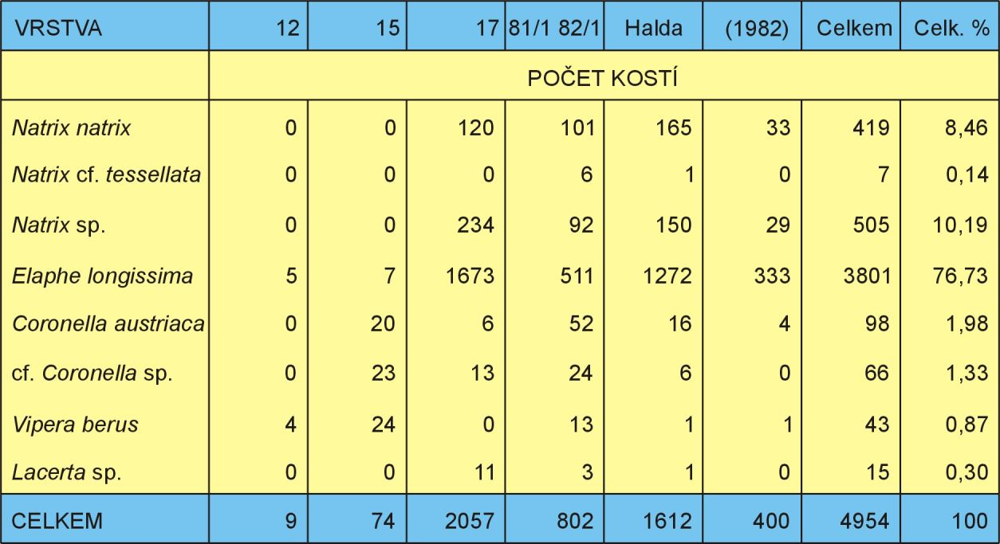 VRSTVA 12 15 17 81/1 82/1 Halda (1982) Celkem Celk. %
POČET KOSTÍ
Natrix natrix 0 0 120 101 165 33 419 8,46
Natrix cf. tessellata 0 0 0 6 1 0 7 0,14
Natrix sp. 0 0 234 92 150 29 505 10,19
Elaphe longissima 5 7 1673 511 1272 333 3801 76,73
Coronella austriaca 0 20 6 52 16 4 98 1,98
cf. Coronella sp. 0 23 13 24 6 0 66 1,33
Vipera berus 4 24 0 13 1 1 43 0,87
Lacerta sp. 0 0 11 3 1 0 15 0,30
CELKEM 9 74 2057 802 1612 400 4954 100